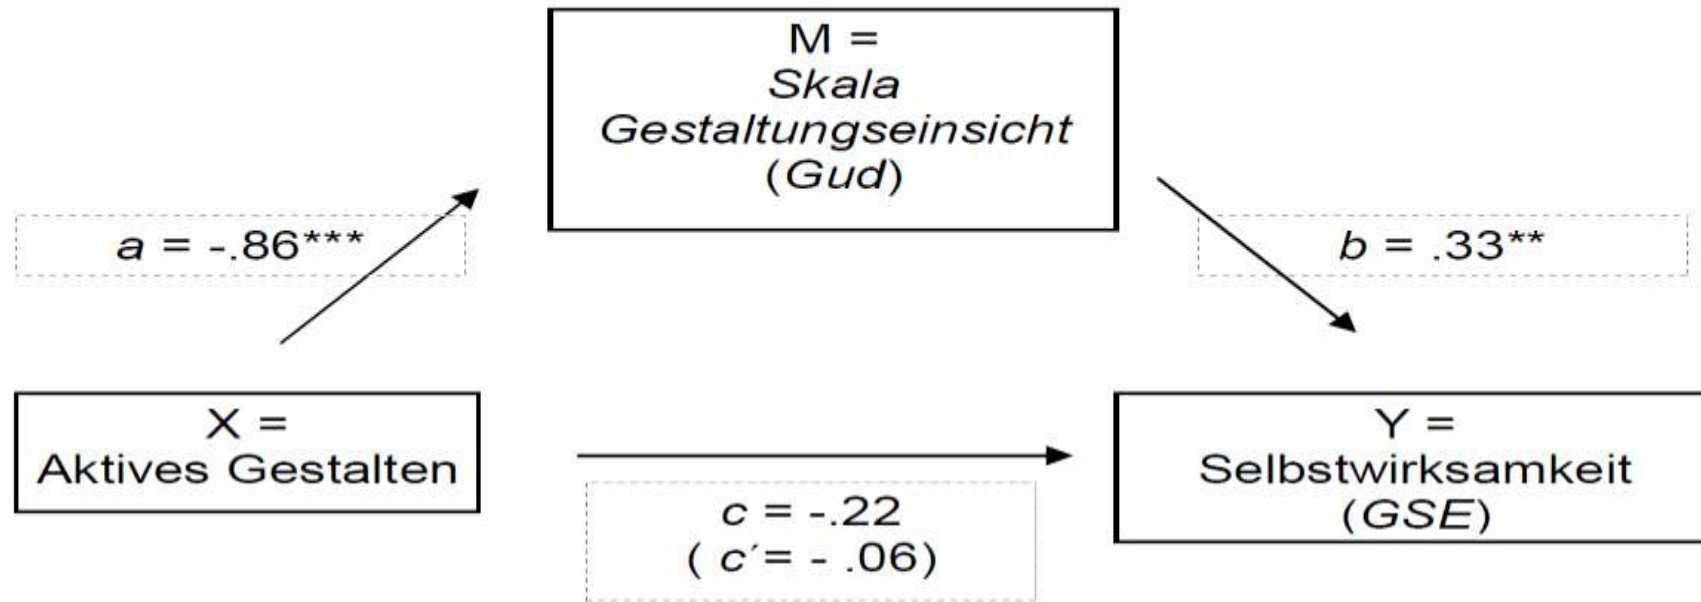 M =
Skala
Gestaltungseinsicht
(Gud)
a = -.86***
b = .33**
X =
Aktives Gestalten
c = -.22
( c´= - .06)
Y =
Selbstwirksamkeit
(GSE)